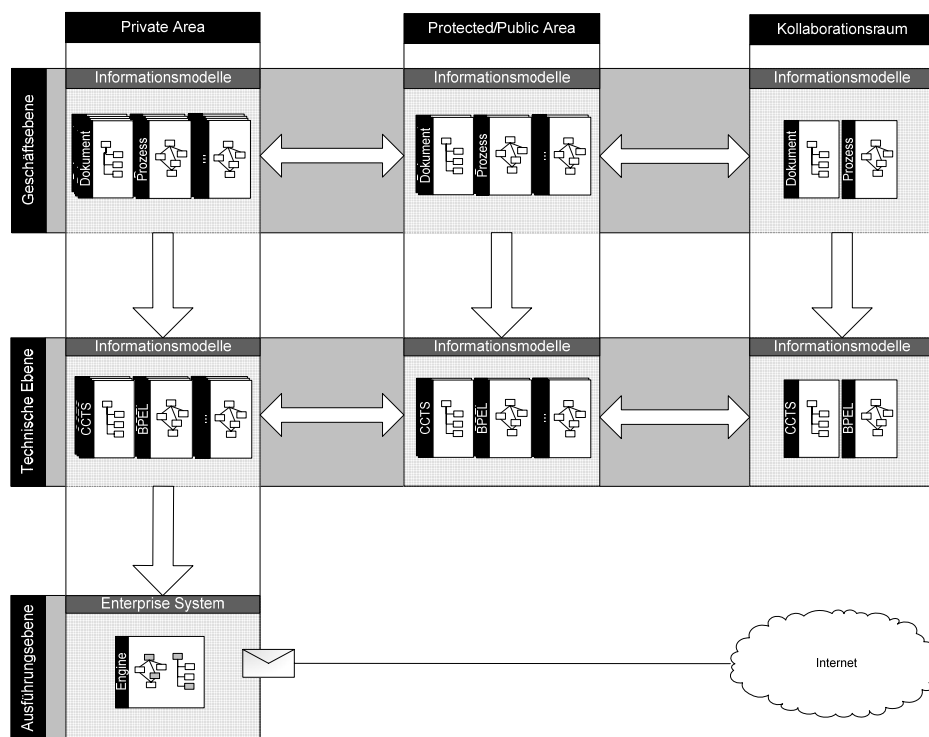 Private Area
Protected/Public Area
Kollaborationsraum
Geschäftsebene
Informationsmodelle
Informationsmodelle
Informationsmodelle
Dokument
Prozess
...
Dokument
Prozess
...
Dokument
Prozess
Technische Ebene
Informationsmodelle
Informationsmodelle
Informationsmodelle
CCTS
BPEL
...
CCTS
BPEL
...
CCTS
BPEL
Ausführungsebene
Enterprise System
Engine
Internet